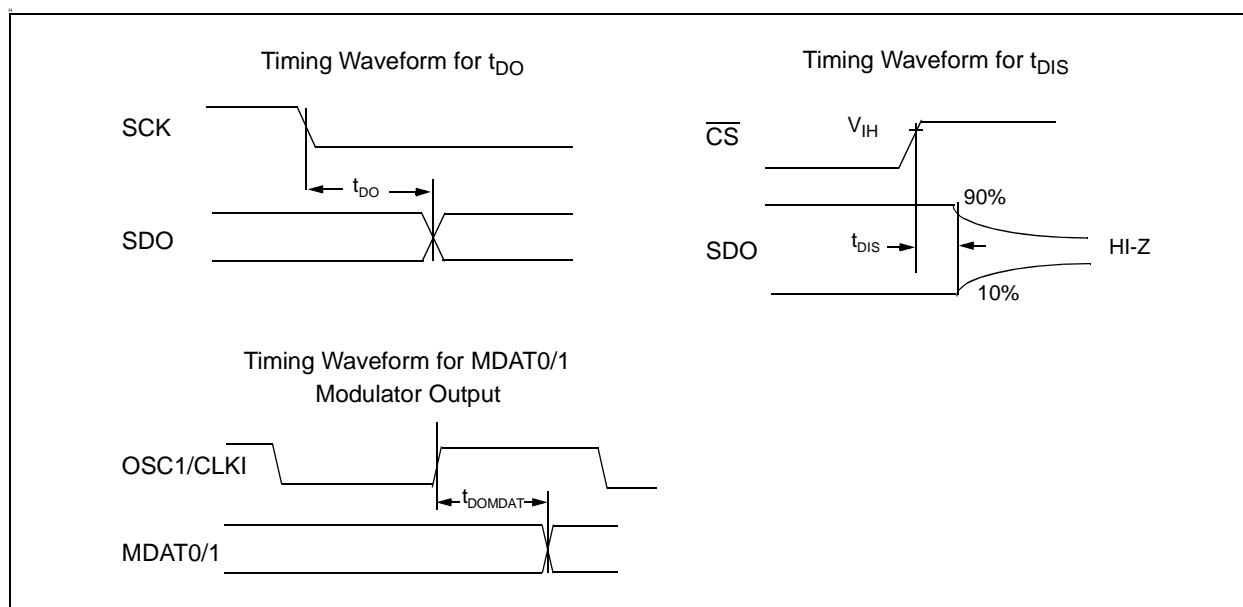 H
Timing Waveform for tDO
SCK
tDO
SDO
Timing Waveform for tDIS
CS
VIH
90%
SDO
tDIS
HI-Z
10%
Timing Waveform for MDAT0/1
Modulator Output
OSC1/CLKI
tDOMDAT
MDAT0/1